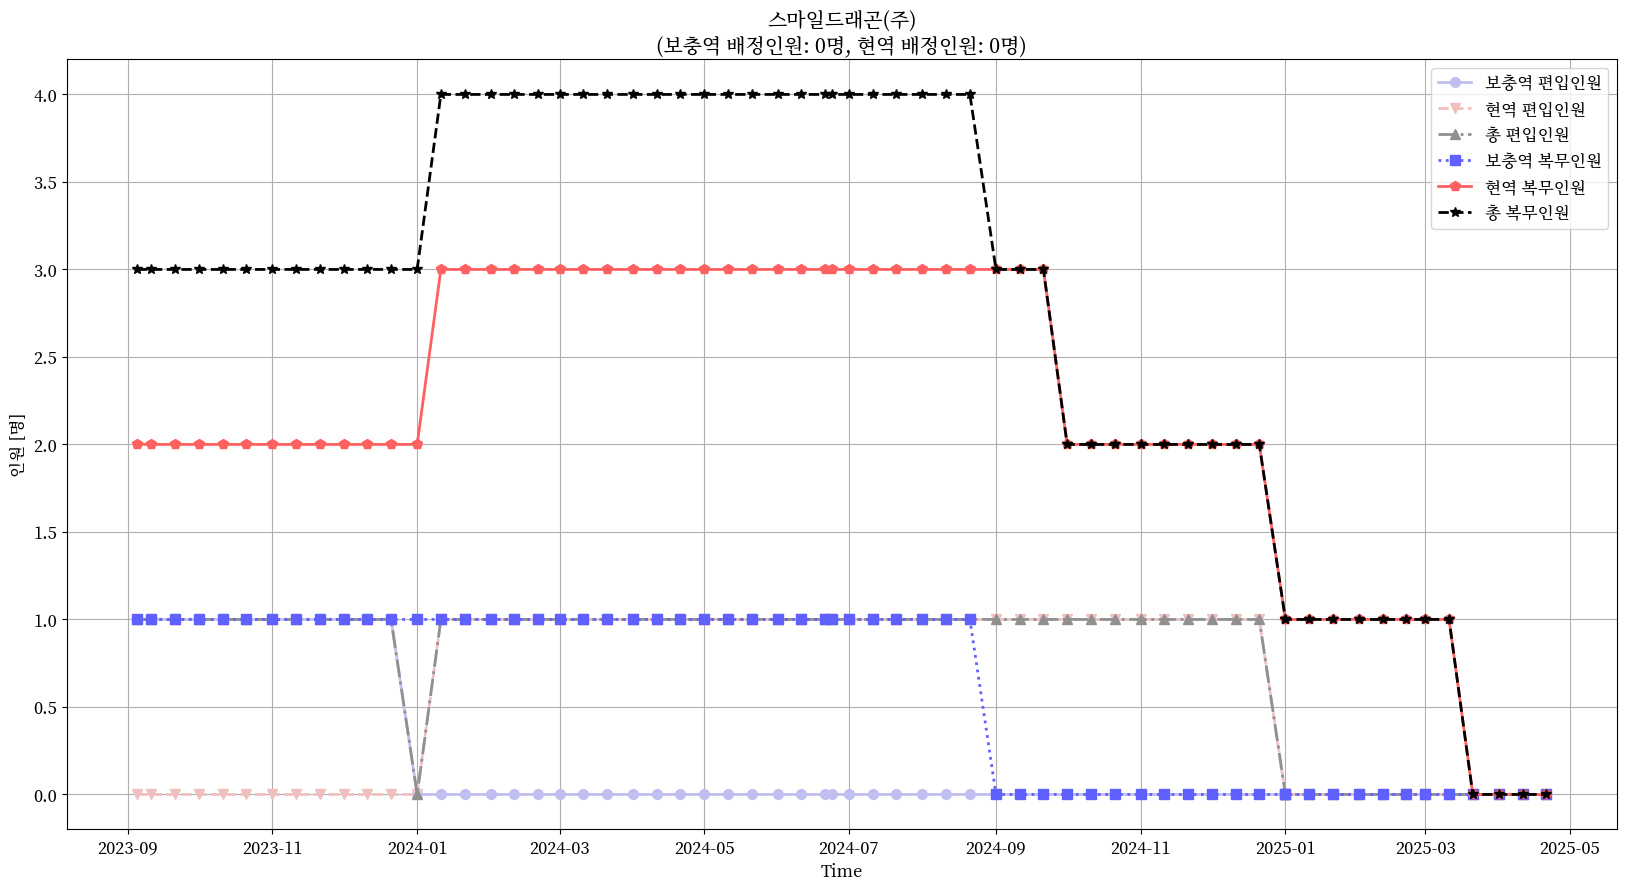 스마일드래곤(주)
(보충역 배정인원: 0명, 현역 배정인원: 0명)
보충역 편입인원
현역 편입인원
총 편입인원
보충역 복무인원
현역 복무인원
총 복무인원
4.0
3.5
3.0
2.5
2.0
1.5
1.0
0.5
0.0
인원 [명]
2023-09
2023-11
2024-01
2024-03
2024-05
2024-07
2024-09
2024-11
2025-01
2025-03
2025-05
Time